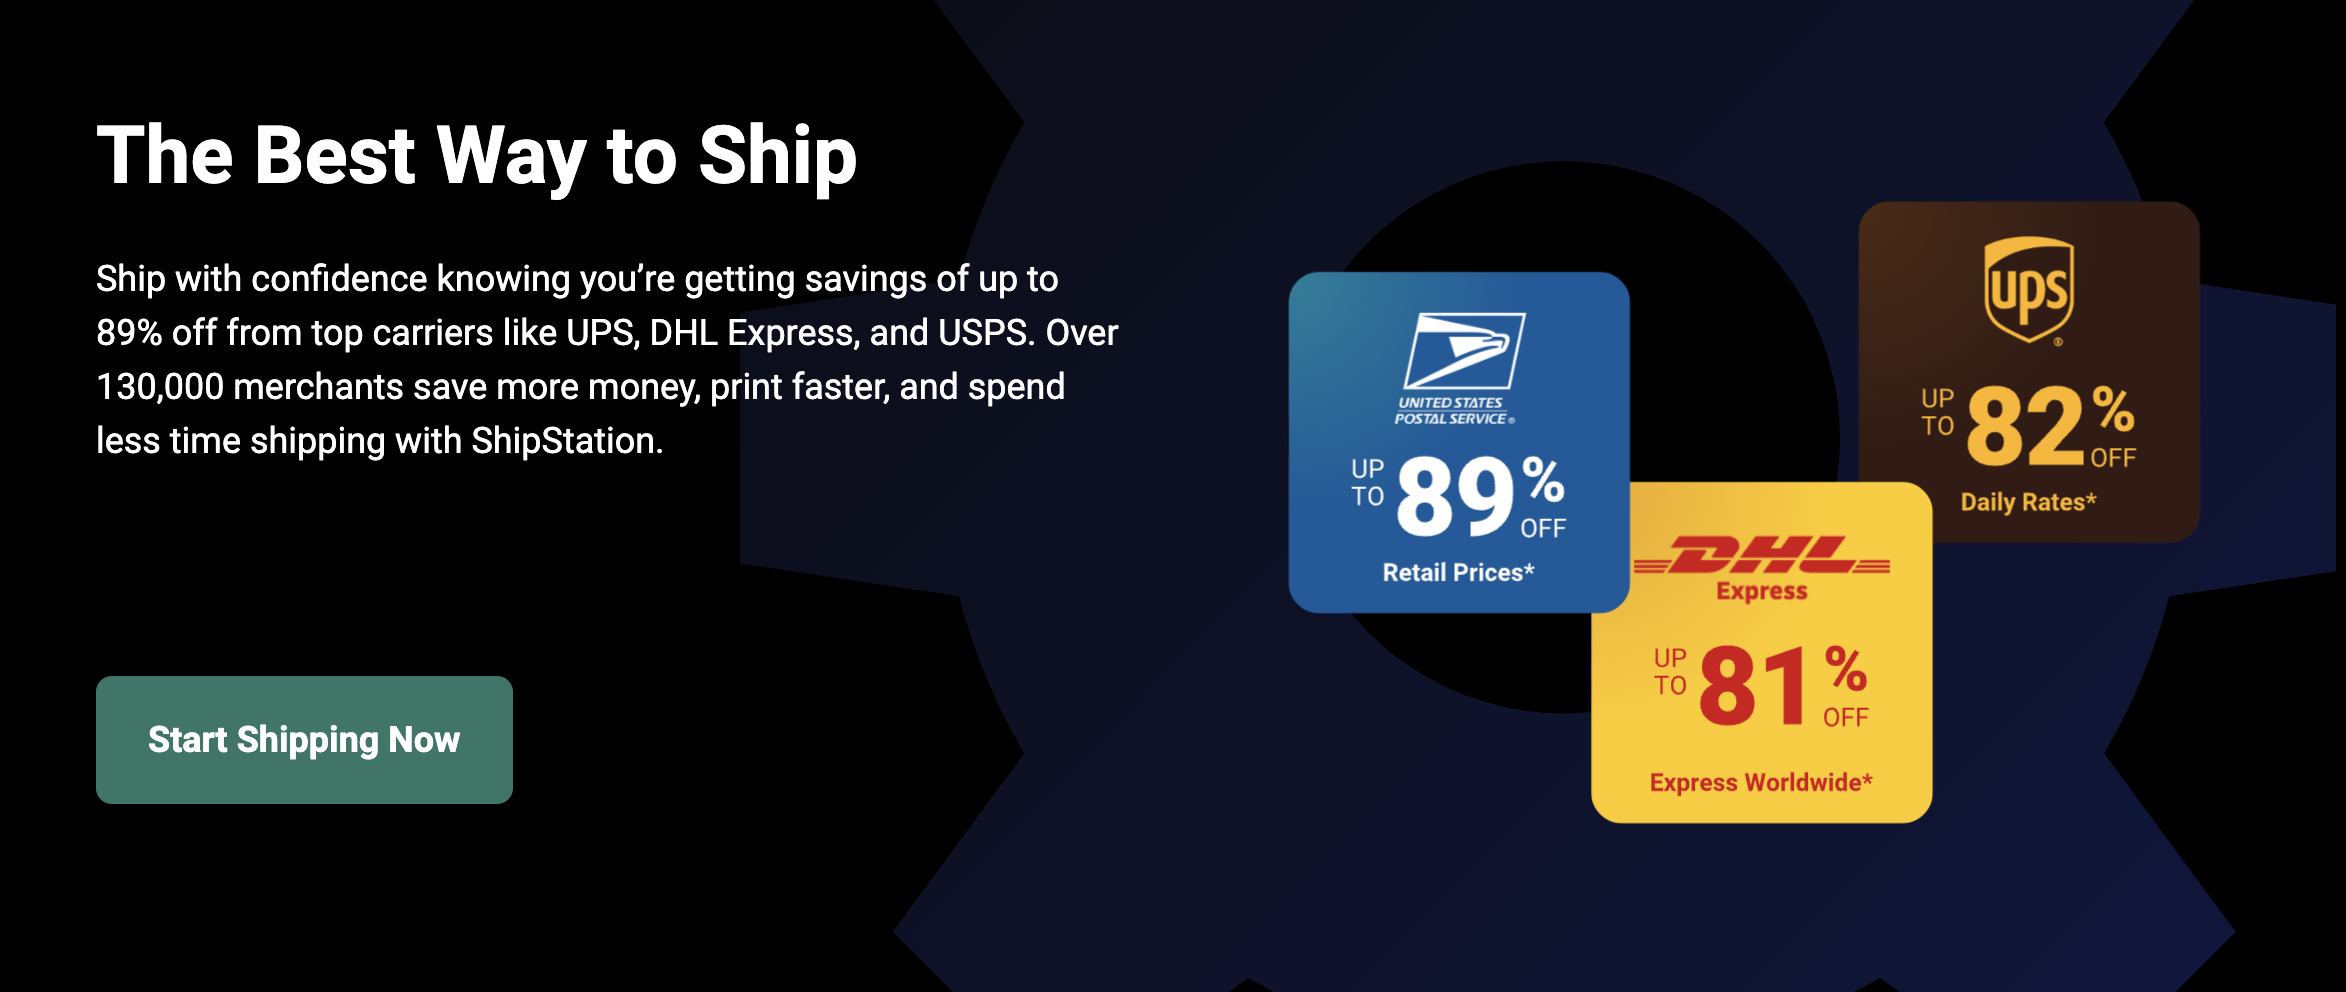 The Best Way to Ship
Ship with confidence knowing you’re getting savings of up to
89% off from top carriers like UPS, DHL Express, and USPS. Over
130,000 merchants save more money, print faster, and spend
less time shipping with ShipStation.
Start Shipping Now
UNITED STATES
POSTAL SERVICE®
UP TO 89% OFF
Retail Prices*
DHL
Express
UP TO 81% OFF
Express Worldwide*
ups®
UP TO 82% OFF
Daily Rates*